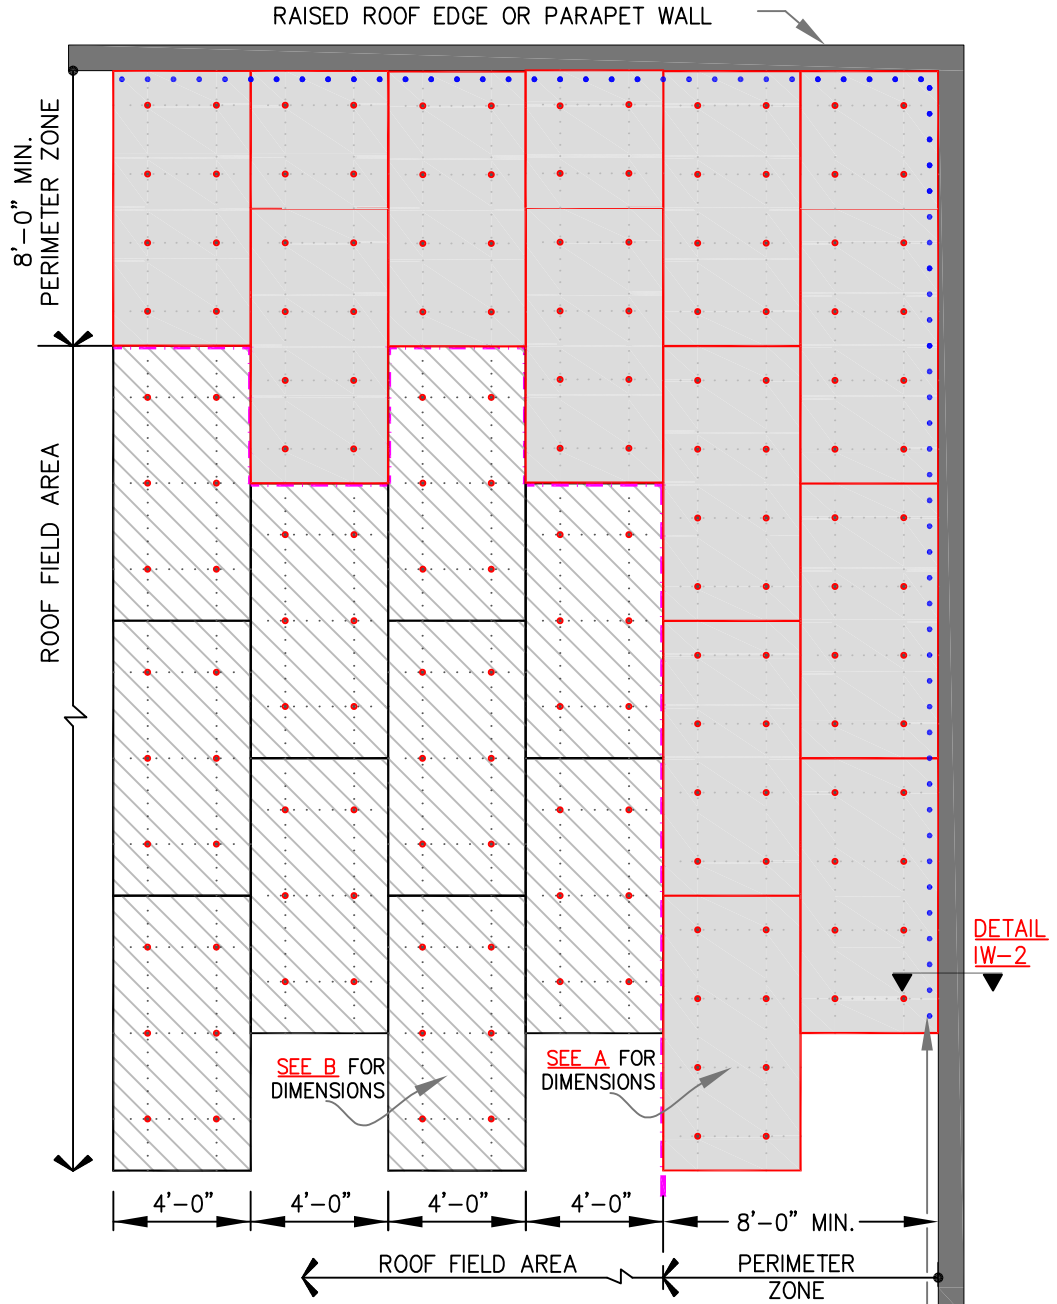 RAISED ROOF EDGE OR PARAPET WALL
8'-0" MIN.
PERIMETER ZONE
ROOF FIELD AREA
DETAIL
IW-2
SEE B FOR
DIMENSIONS
SEE A FOR
DIMENSIONS
4'-0" 4'-0" 4'-0" 4'-0" 8'-0" MIN.
ROOF FIELD AREA PERIMETER
ZONE